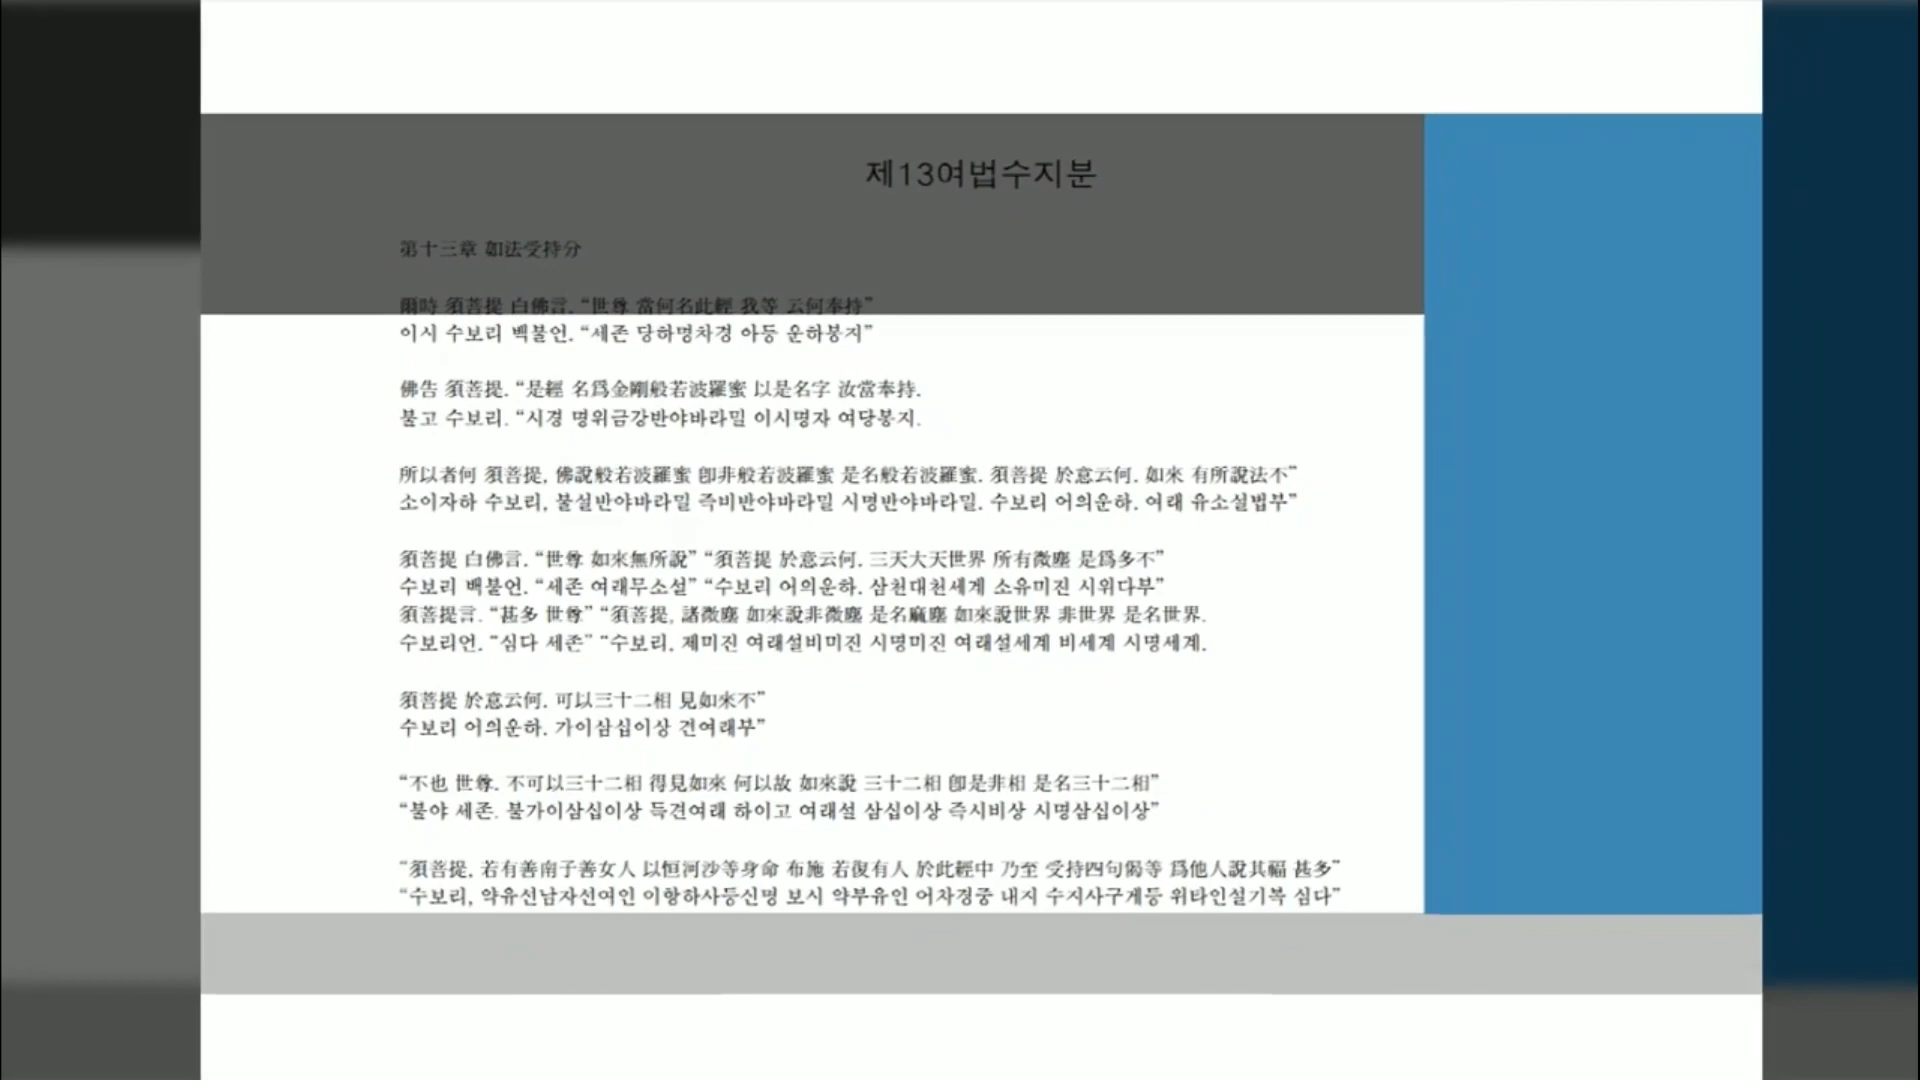 제13여법수지분
第十三章 如法受持分
爾時 須菩提 白佛言. “世尊 當何名此經 我等 云何奉持”
이시 수보리 백불언. “세존 당하명차경 아등 운하봉지”
佛告 須菩提. “是經 名爲金剛般若波羅蜜 以是名字 汝當奉持.
불고 수보리. “시경 명위금강반야바라밀 이시명자 여당봉지.
所以者何 須菩提, 佛說般若波羅蜜 卽非般若波羅蜜 是名般若波羅蜜. 須菩提 於意云何. 如來 有所說法不”
소이자하 수보리, 불설반야바라밀 즉비반야바라밀 시명반야바라밀. 수보리 어의운하. 여래 유소설법부”
須菩提 白佛言. “世尊 如來無所說” “須菩提 於意云何. 三天大天世界 所有微塵 是爲多不”
수보리 백불언. “세존 여래무소설” “수보리 어의운하. 삼천대천세계 소유미진 시위다부”
須菩提言. “甚多 世尊” “須菩提, 諸微塵 如來說非微塵 是名麻塵 如來說世界 非世界 是名世界.
수보리언. “심다 세존” “수보리. 제미진 여래설비미진 시명미진 여래설세계 비세계 시명세계.
須菩提 於意云何. 可以三十二相 見如來不”
수보리 어의운하. 가이삼십이상 견여래부”
“不也 世尊. 不可以三十二相 得見如來 何以故 如來說 三十二相 卽是非相 是名三十二相”
“불야 세존. 불가이삼십이상 득견여래 하이고 여래설 삼십이상 즉시비상 시명삼십이상”
“須菩提, 若有善南子善女人 以恒河沙等身命 布施 若復有人 於此經中 乃至 受持四句偈等 爲他人說其福 甚多”
“수보리, 약유선남자선여인 이항하사등신명 보시 약부유인 어차경중 내지 수지사구게등 위타인설기복 심다”